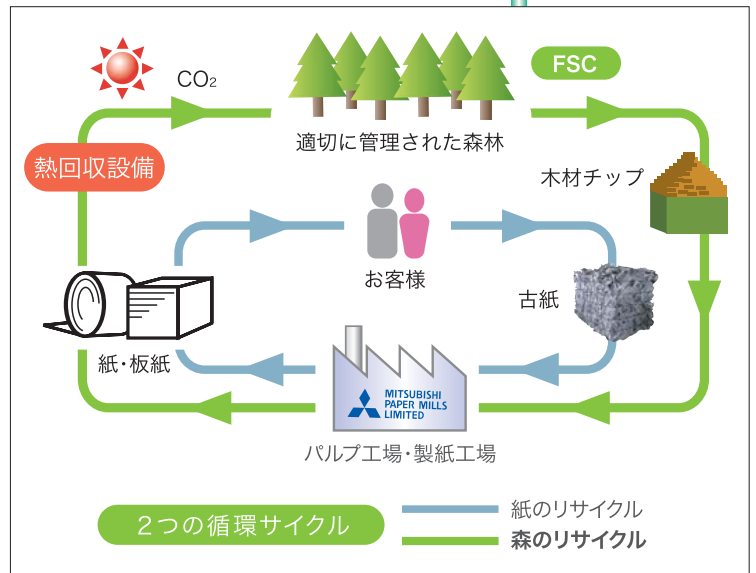 CO₂
FSC
適切に管理された森林
熱回収設備
木材チップ
お客様
古紙
紙・板紙
MITSUBISHI
PAPER MILLS
LIMITED
パルプ工場・製紙工場
2つの循環サイクル
紙のリサイクル
森のリサイクル